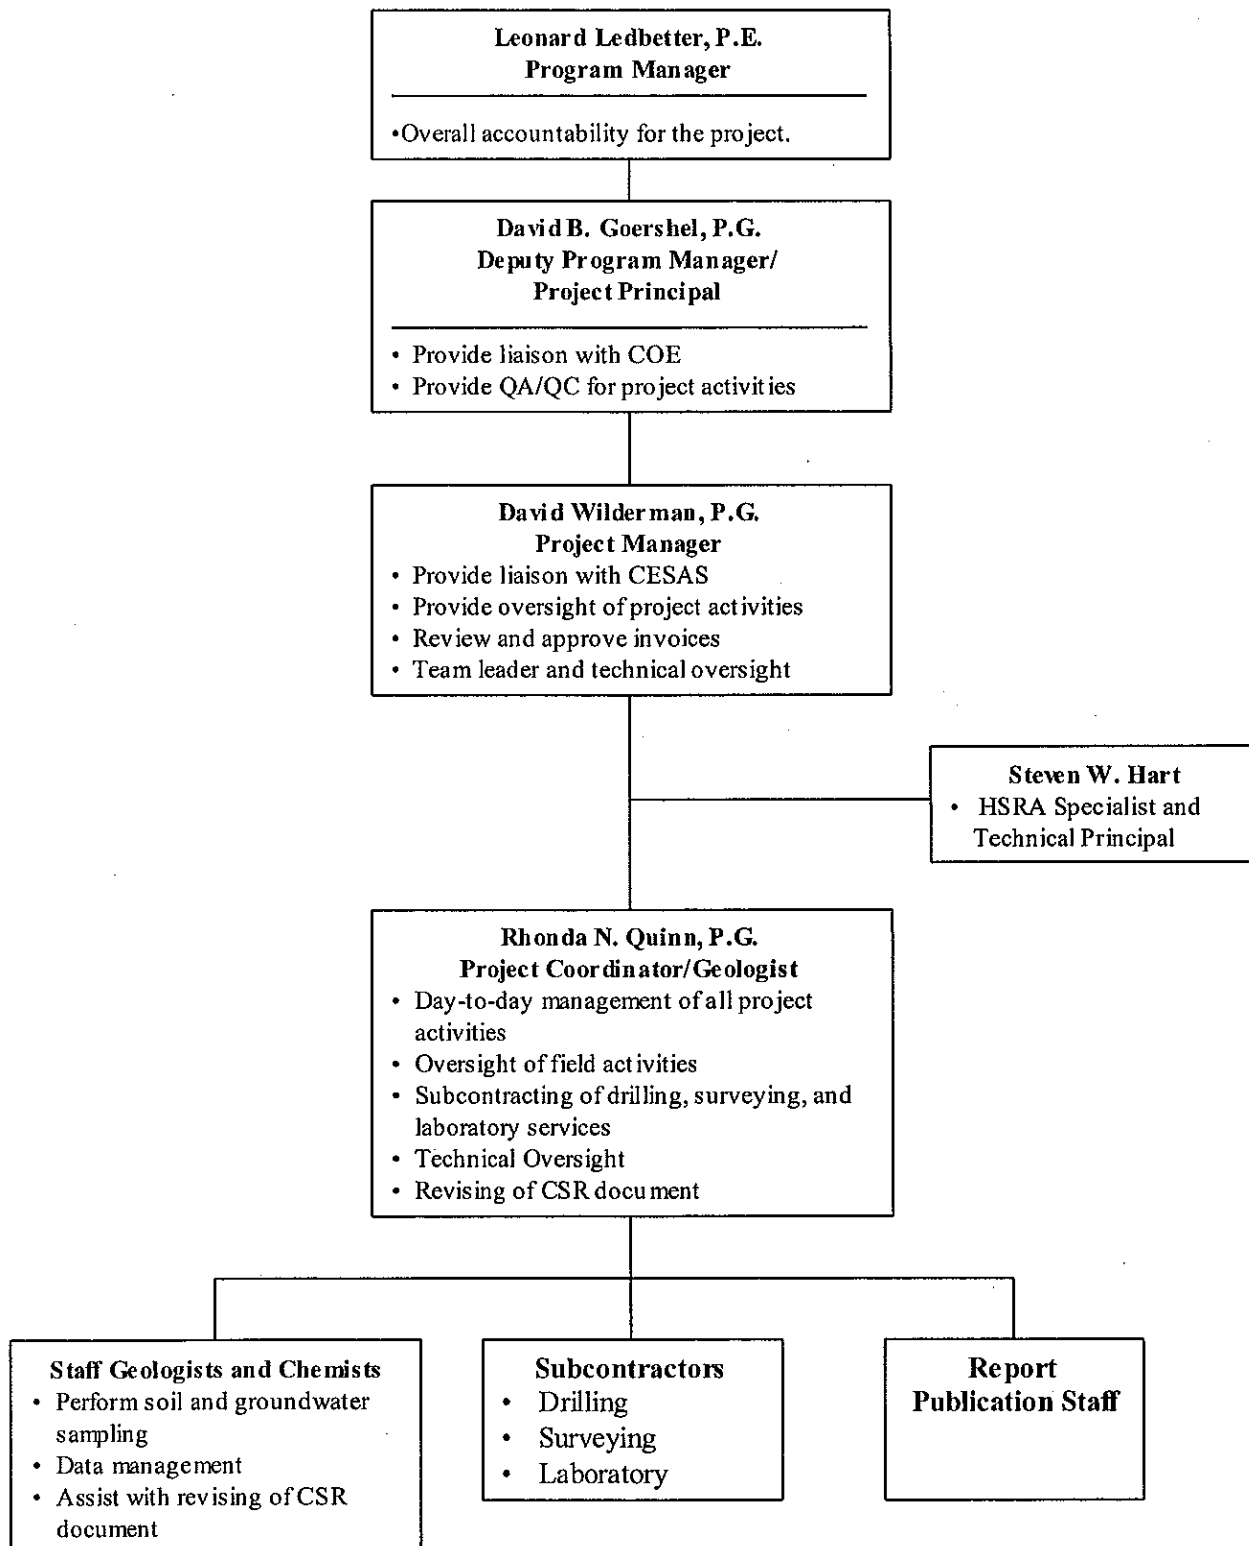 Leonard Ledbetter, P.E.
Program Manager
•Overall accountability for the project.
David B. Goershel, P.G.
Deputy Program Manager/
Project Principal
• Provide liaison with COE
• Provide QA/QC for project activities
David Wilderman, P.G.
Project Manager
• Provide liaison with CESAS
• Provide oversight of project activities
• Review and approve invoices
• Team leader and technical oversight
Steven W. Hart
• HSRA Specialist and
Technical Principal
Rhonda N. Quinn, P.G.
Project Coordinator/Geologist
• Day-to-day management of all project
activities
• Oversight of field activities
• Subcontracting of drilling, surveying, and
laboratory services
• Technical Oversight
• Revising of CSR document
Staff Geologists and Chemists
• Perform soil and groundwater
sampling
• Data management
• Assist with revising of CSR
document
Subcontractors
• Drilling
• Surveying
• Laboratory
Report
Publication Staff